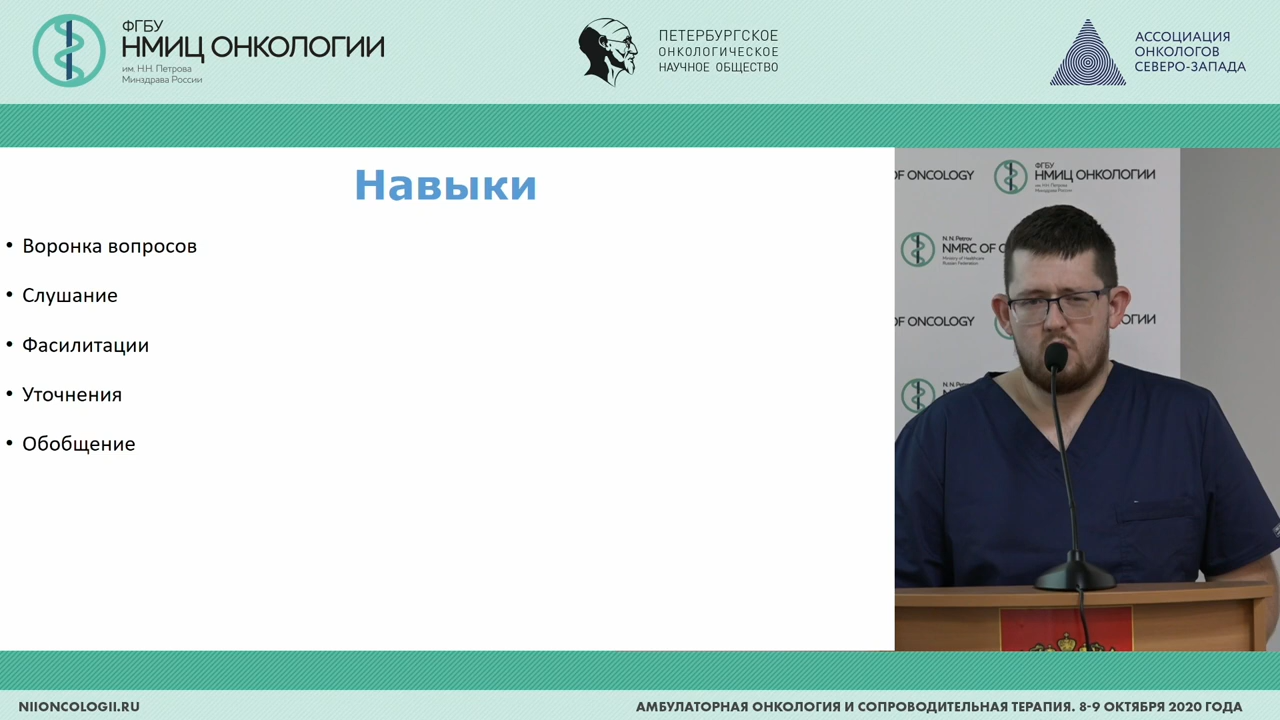 ФГБУ
НМИЦ ОНКОЛОГИИ
им. Н.Н. Петрова
Минздрава России
ПЕТЕРБУРГСКОЕ
ОНКОЛОГИЧЕСКОЕ
НАУЧНОЕ ОБЩЕСТВО
АССОЦИАЦИЯ
ОНКОЛОГОВ
СЕВЕРО-ЗАПАДА
Навыки
• Воронка вопросов
• Слушание
• Фасилитации
• Уточнения
• Обобщение
OF ONCOLOGY
ФГБУ
НМИЦ ОНКОЛОГИИ
им. Н.Н. Петрова
Минздрава России
N.N. Petrov
NMRC OF
Ministry of Healthcare
Russian Federation
OF ONCOLOGY
NIIONCOLOGII.RU
АМБУЛАТОРНАЯ ОНКОЛОГИЯ И СОПРОВОДИТЕЛЬНАЯ ТЕРАПИЯ. 8-9 ОКТЯБРЯ 2020 ГОДА